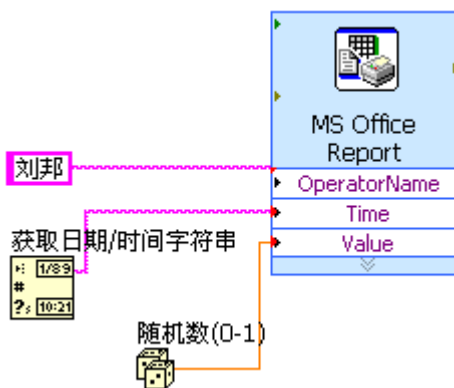 MS Office
Report
刘邦
OperatorName
Time
获取日期/时间字符串
Value
1/89
#
?s 10:21
随机数(0-1)